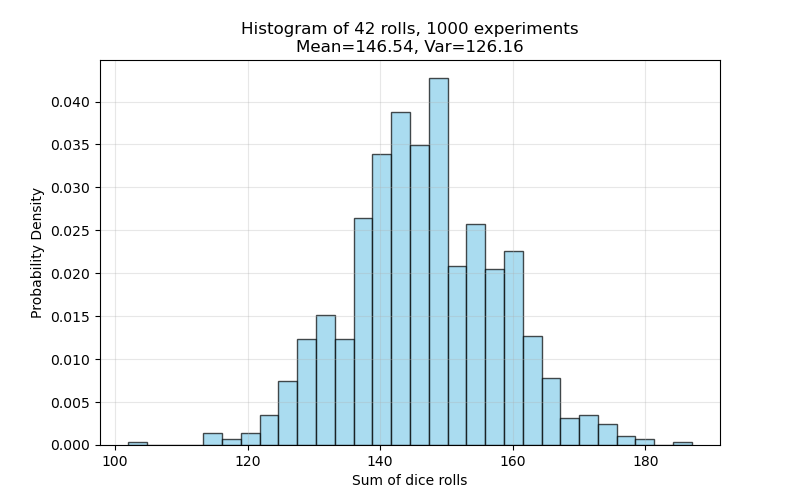 Histogram of 42 rolls, 1000 experiments
Mean=146.54, Var=126.16
0.040
0.035
0.030
0.025
0.020
0.015
0.010
0.005
0.000
Probability Density
100 120 140 160 180
Sum of dice rolls